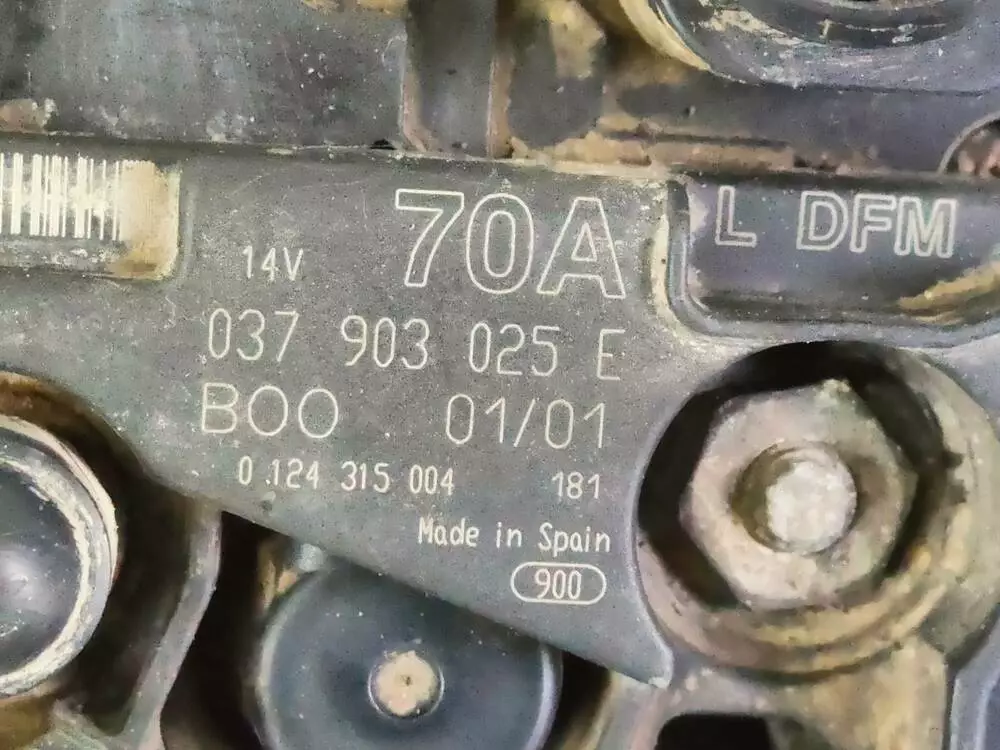 70A
14V
L DFM
037 903 025 E
BOO 01/01
0.124 315 004 181
Made in Spain
900